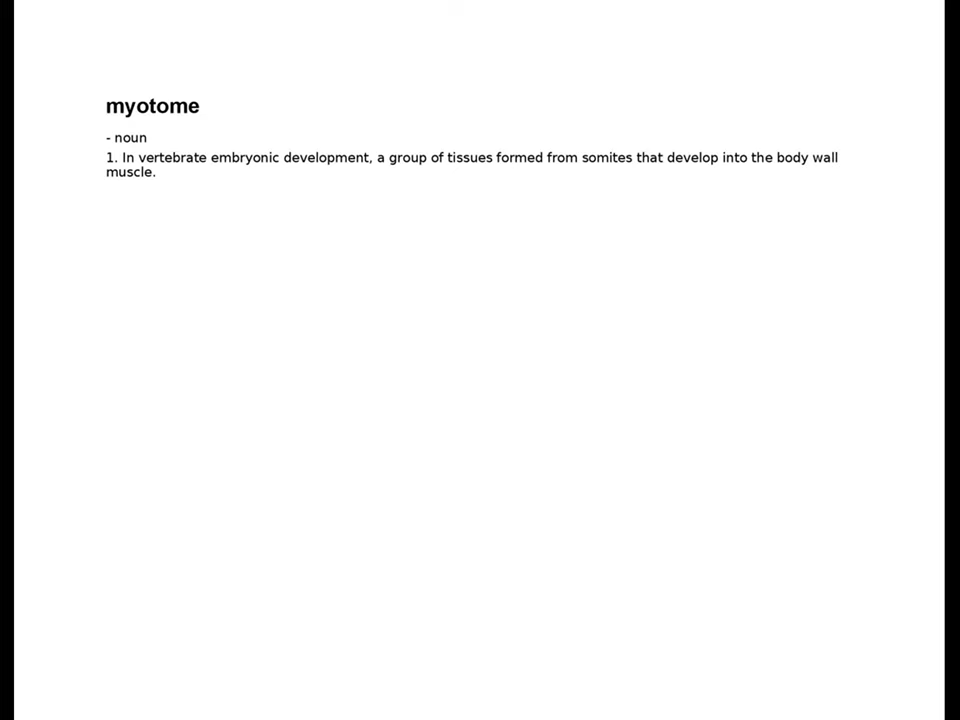 myotome
- noun
1. In vertebrate embryonic development, a group of tissues formed from somites that develop into the body wall
muscle.